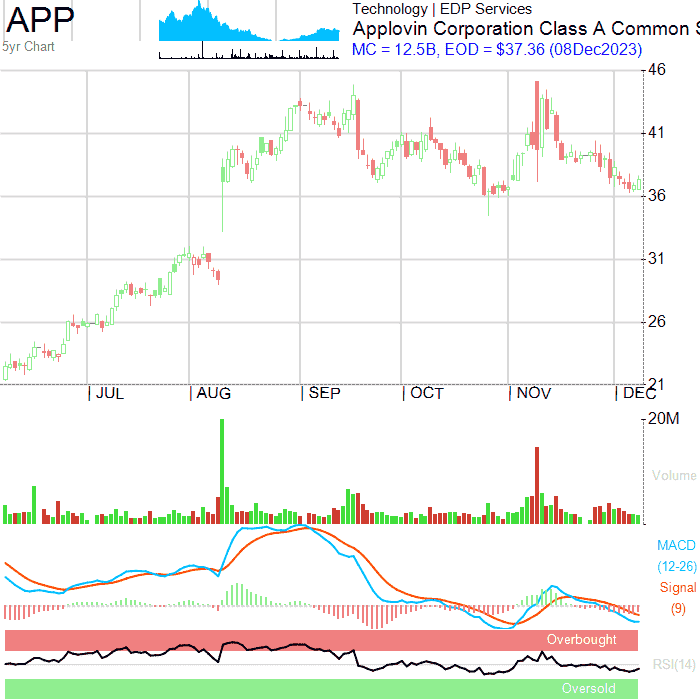 APP
5yr Chart
Technology | EDP Services
Applovin Corporation Class A Common S
MC = 12.5B, EOD = $37.36 (08Dec2023)
46
41
36
31
26
21
JUL AUG SEP OCT NOV DEC
20M
Volume
MACD
(12-26)
Signal
(9)
Overbought
RSI(14)
Oversold